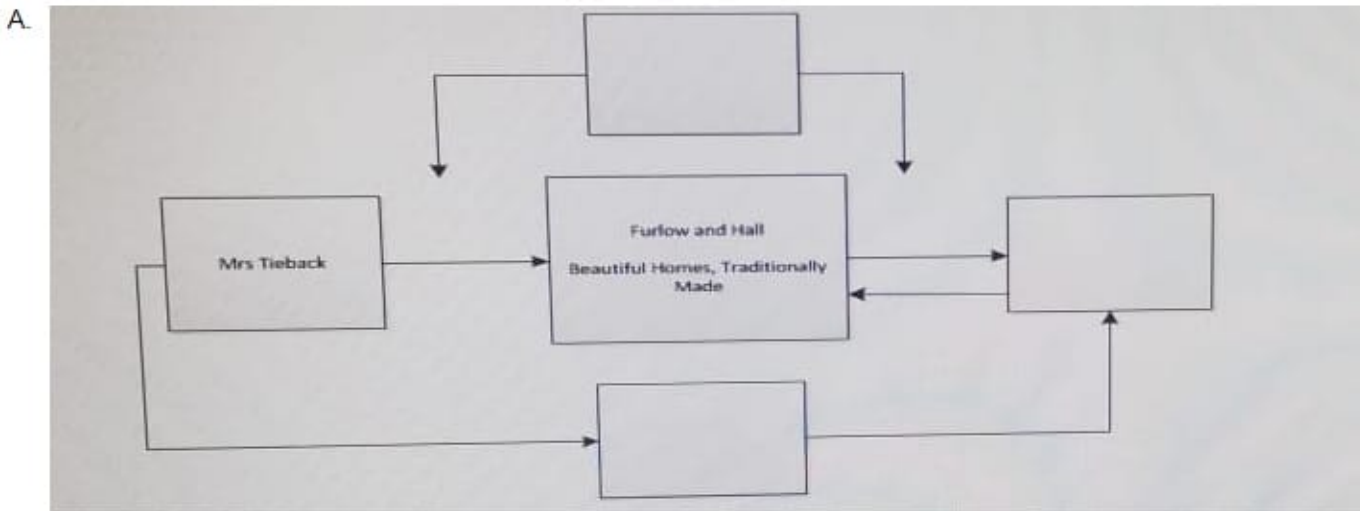 A.
Mrs Tieback
Furlow and Hall
Beautiful Homes, Traditionally
Made